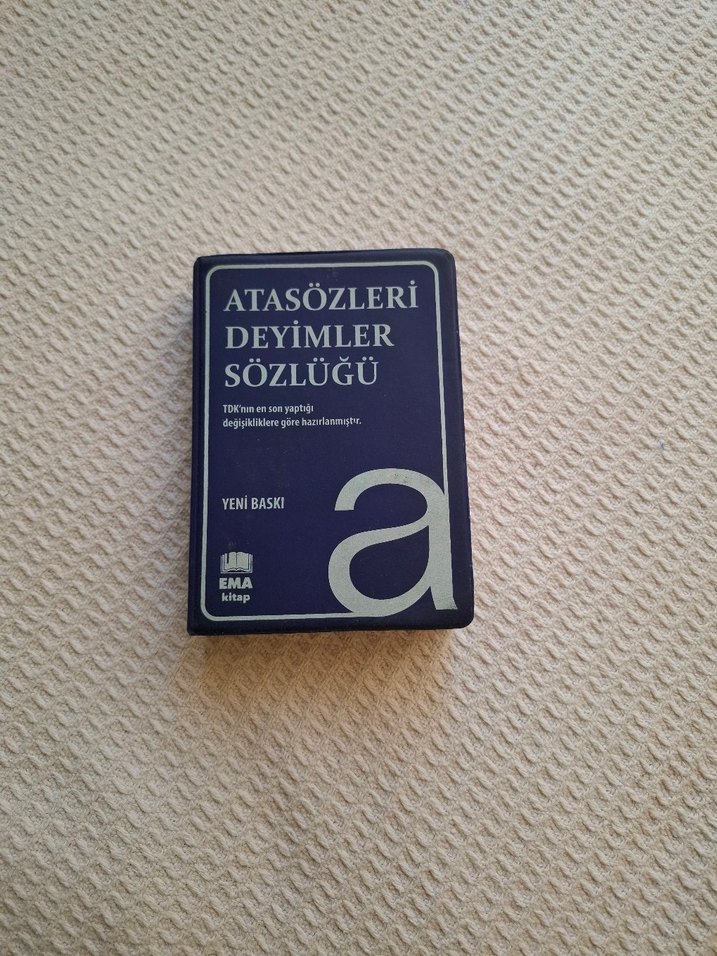 ATASÖZLERİ
DEYİMLER
SÖZLÜĞÜ
TDK'nın en son yaptığı
değişikliklere göre hazırlanmıştır.
YENİ BASKI
a
EMA
kitap